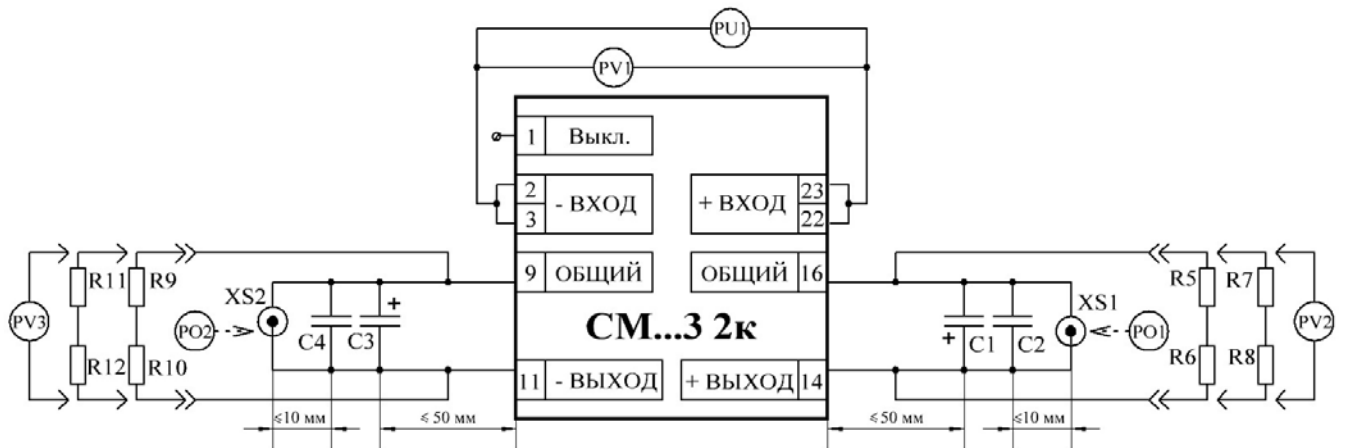 PU1
PV1
1 Выкл.
2
3
- ВХОД
+ ВХОД
23
22
9 ОБЩИЙ
ОБЩИЙ 16
R11 R9
R5 R7
XS2
XS1
PV3
PO2
PO1
PV2
+
C4 C3
СМ...3 2к
+
C1 C2
R12 R10
R6 R8
11 - ВЫХОД
+ ВЫХОД 14
≤10 мм
≤ 50 мм
≤50 мм
≤10 мм